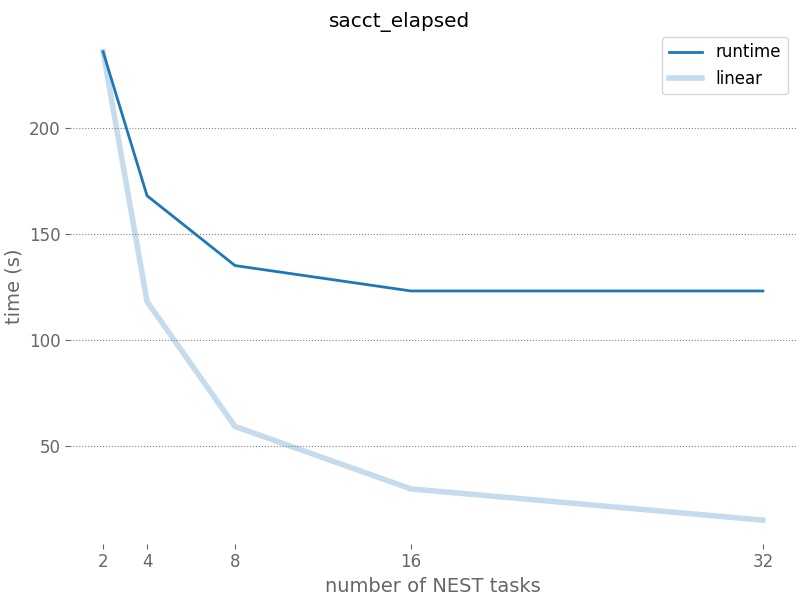 sacct_elapsed
runtime
linear
200
150
100
50
time (s)
2 4 8 16 32
number of NEST tasks